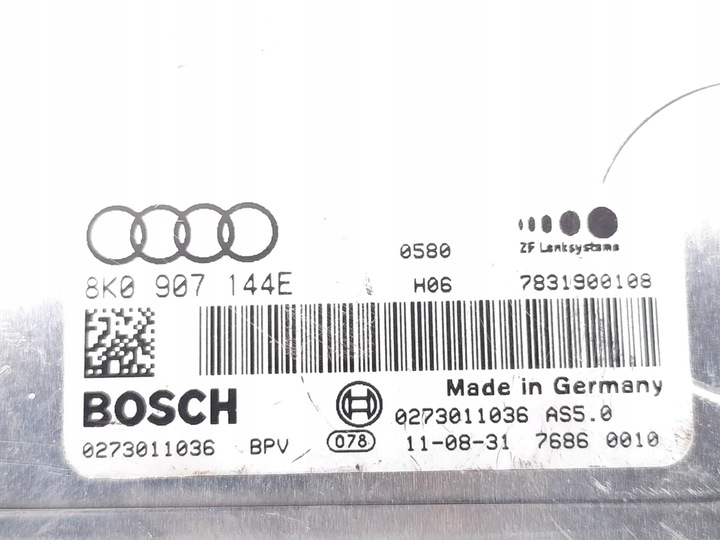 0580
ZF Lenksysteme
8K0 907 144E H06 7831900108
Made in Germany
BOSCH
0273011036 AS5.0
0273011036 BPV 078 11-08-31 7686 0010